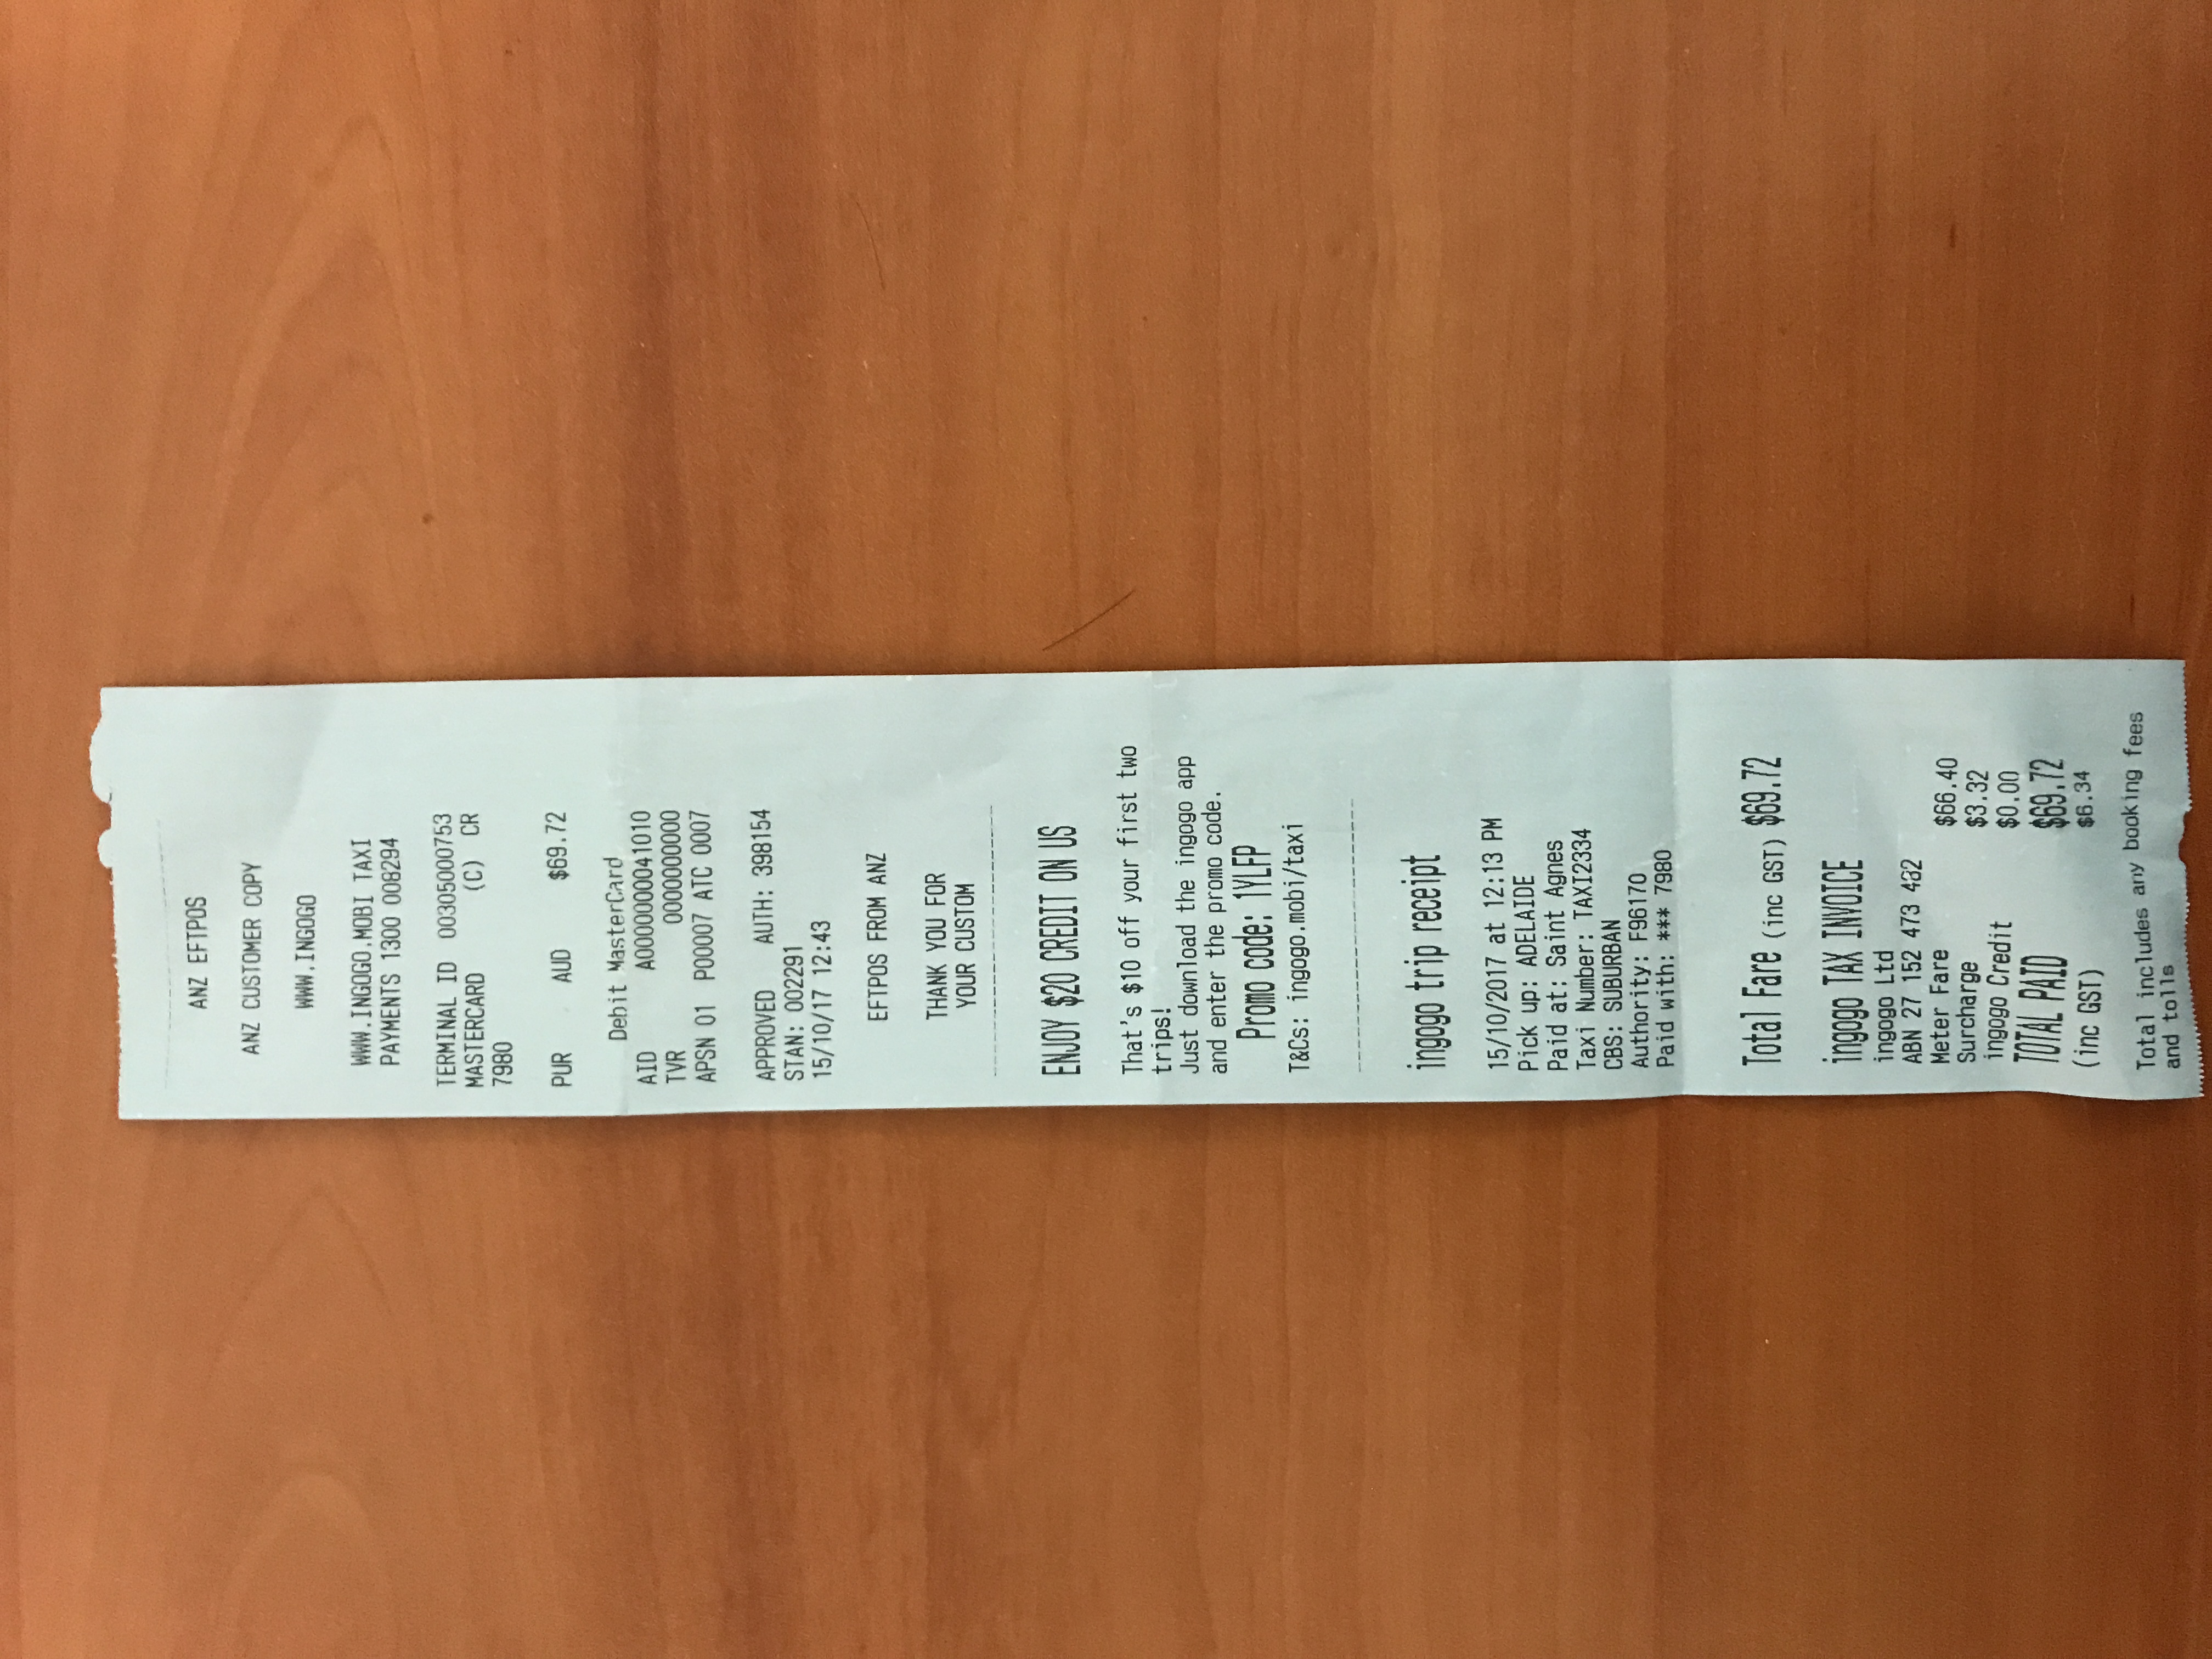 ANZ EFTPOS
ANZ CUSTOMER COPY
WWW.INGOGO
WWW.INGOGO.MOBI TAXI
PAYMENTS 1300 008294
TERMINAL ID 00305000753
MASTERCARD (C) CR
7980
PUR AUD $69.72
Debit MasterCard
AID A0000000041010
TVR 0000000000
APSN 01 P00007 ATC 0007
APPROVED AUTH: 398154
STAN: 002291
15/10/17 12:43
EFTPOS FROM ANZ
THANK YOU FOR
YOUR CUSTOM
ENJOY $20 CREDIT ON US
That's $10 off your first two
trips!
Just download the ingogo app
and enter the promo code.
Promo code: 1YLFP
T&Cs: ingogo.mobi/taxi
ingogo trip receipt
15/10/2017 at 12:13 PM
Pick up: ADELAIDE
Paid at: Saint Agnes
Taxi Number: TAXI2334
CBS: SUBURBAN
Authority: F96170
Paid with: *** 7980
Total Fare (inc GST) $69.72
ingogo TAX INVOICE
ingogo Ltd
ABN 27 152 473 482
Meter Fare $66.40
Surcharge $3.32
ingogo Credit $0.00
TOTAL PAID $69.72
(inc GST) $6.34
Total includes any booking fees
and tolls